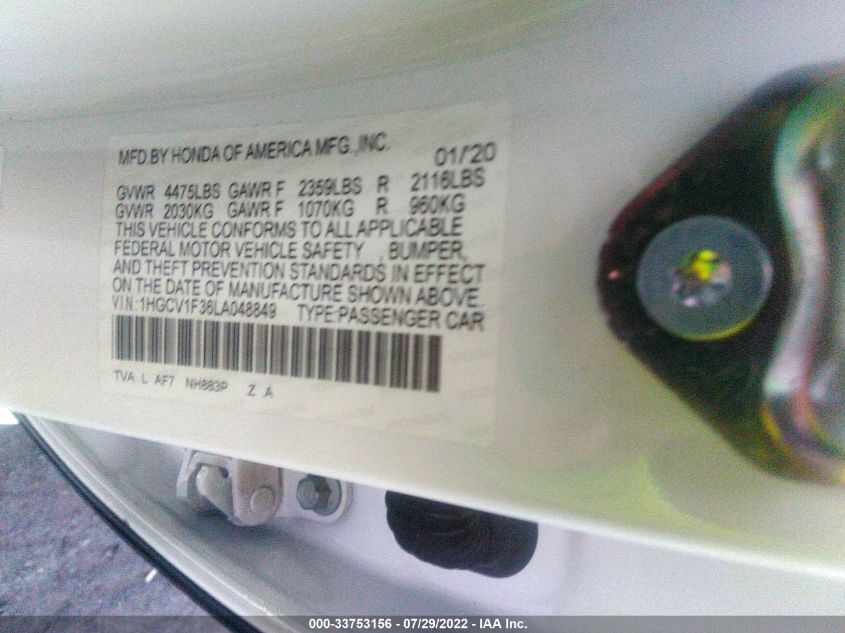 MFD.BY HONDA OF AMERICA MFG.,INC. 01/'20
GVWR 4475LBS GAWR F 2359LBS R 2116LBS
GVWR 2030KG GAWR F 1070KG R 960KG
THIS VEHICLE CONFORMS TO ALL APPLICABLE
FEDERAL MOTOR VEHICLE SAFETY , BUMPER,
AND THEFT PREVENTION STANDARDS IN EFFECT
ON THE DATE OF MANUFACTURE SHOWN ABOVE.
V.I.N.:1HGCV1F36LA048849 TYPE:PASSENGER CAR
TVA L AF7 NH883P Z A
000-33753156 - 07/29/2022 - IAA Inc.